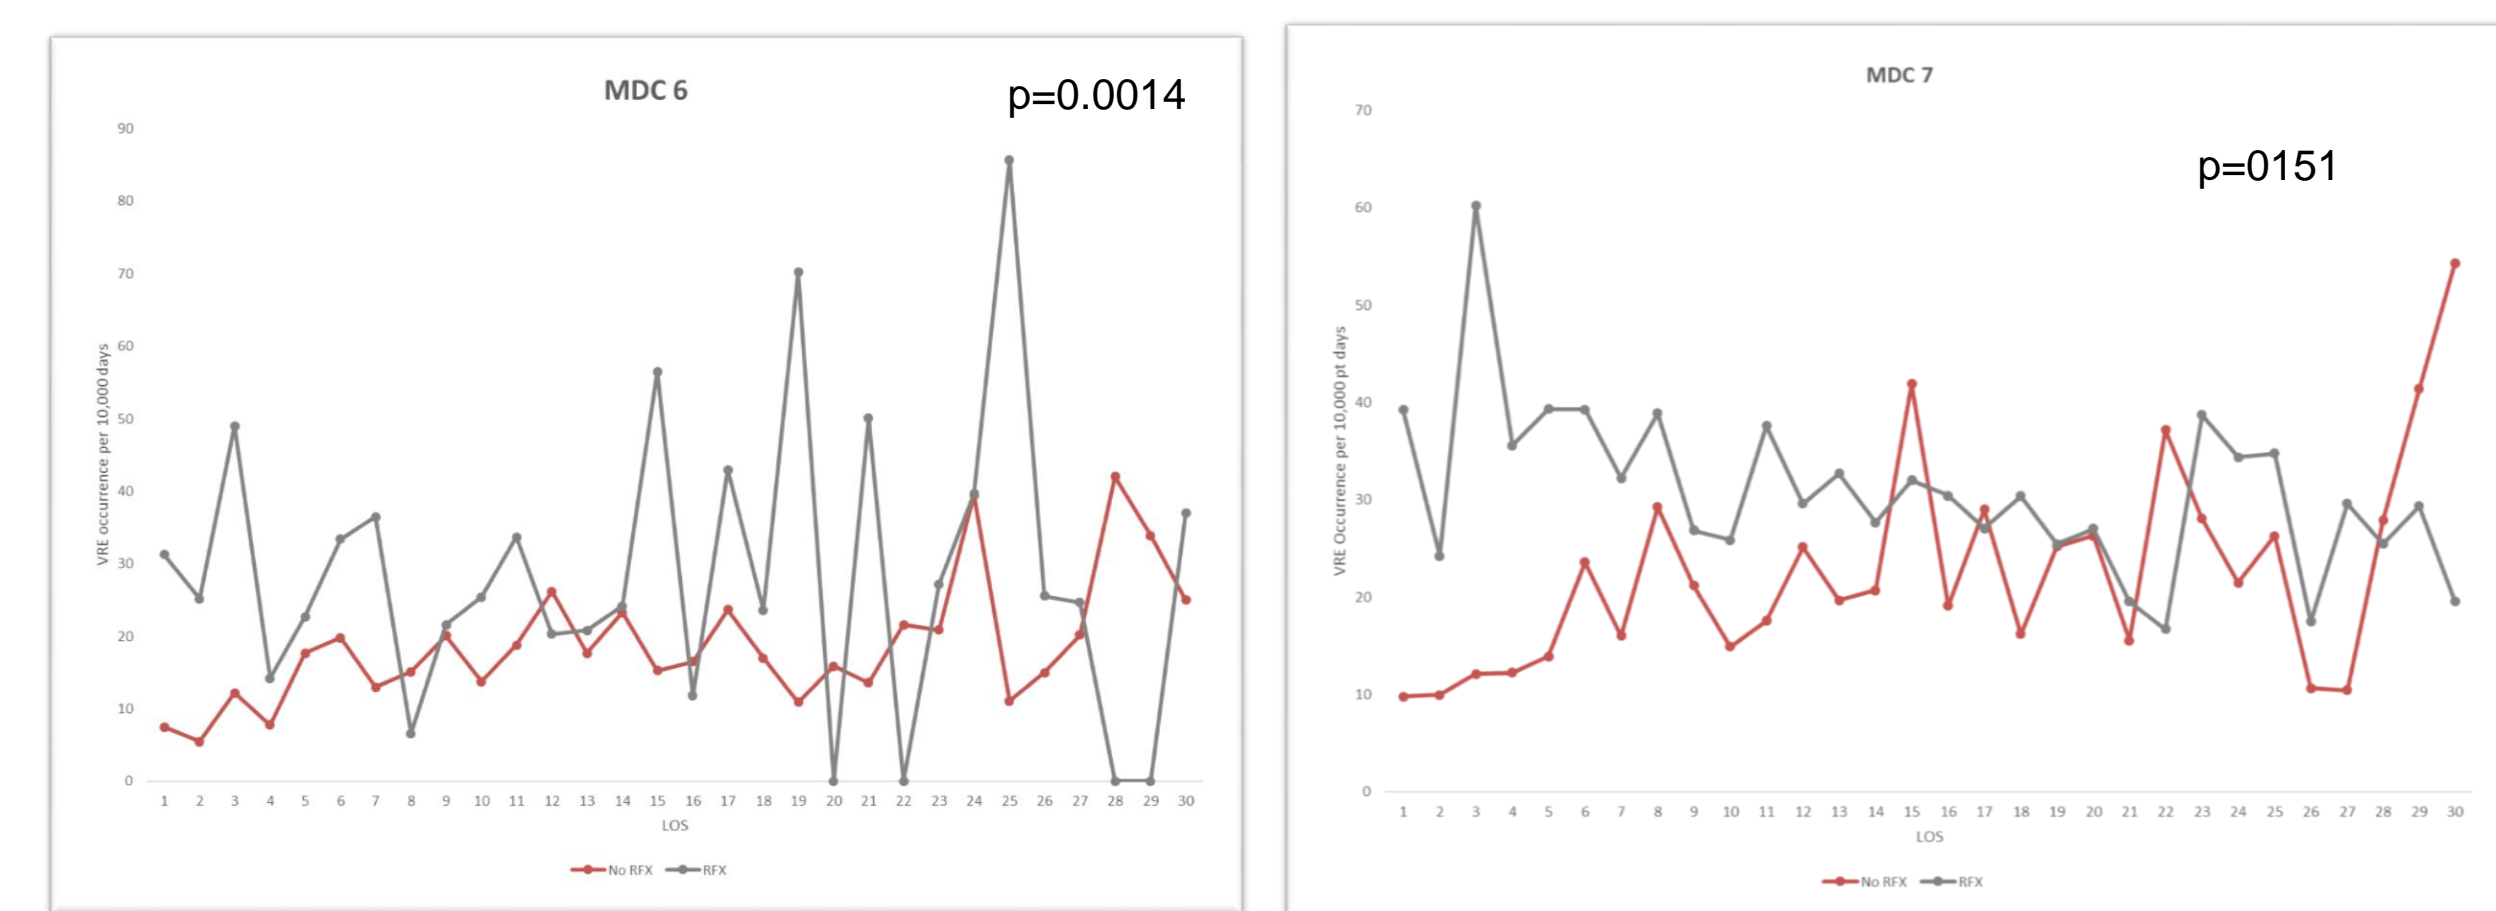 MDC 6
p=0.0014
90
80
70
60
50
40
30
20
10
0
VRE occurrence per 10,000 days
1 2 3 4 5 6 7 8 9 10 11 12 13 14 15 16 17 18 19 20 21 22 23 24 25 26 27 28 29 30
LOS
No RFX RFX
MDC 7
p=0151
70
60
50
40
30
20
10
0
VRE Occurrence per 10,000 pt days
1 2 3 4 5 6 7 8 9 10 11 12 13 14 15 16 17 18 19 20 21 22 23 24 25 26 27 28 29 30
LOS
No RFX RFX